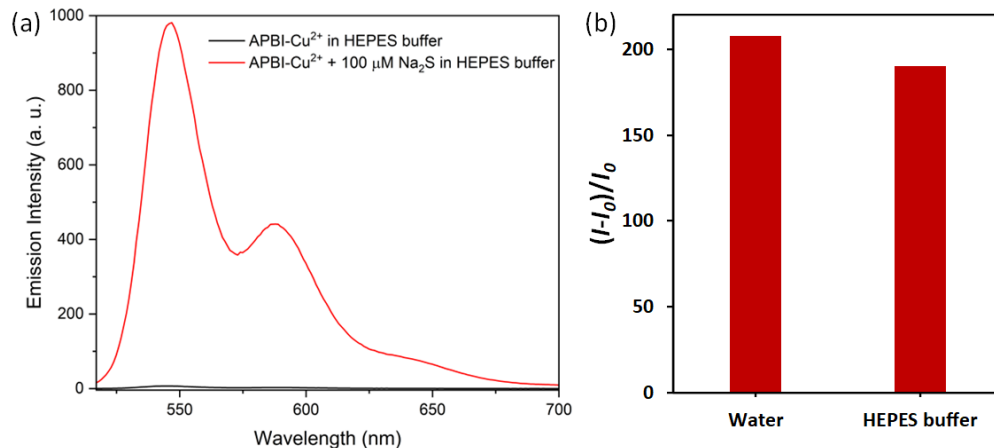 (a)
APBI-Cu²⁺ in HEPES buffer
APBI-Cu²⁺ + 100 μM Na₂S in HEPES buffer
Emission Intensity (a. u.)
1000
800
600
400
200
0
550
600
650
700
Wavelength (nm)
(b)
(I-I₀)/I₀
200
150
100
50
0
Water
HEPES buffer